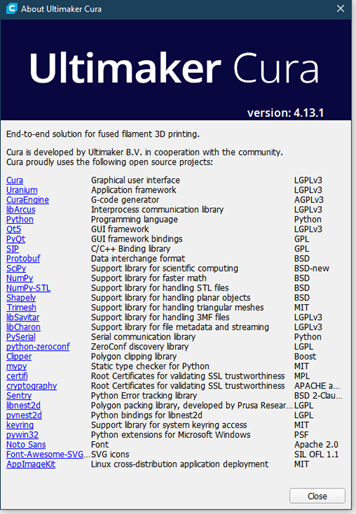 About Ultimaker Cura
Ultimaker Cura
version: 4.13.1
End-to-end solution for fused filament 3D printing.
Cura is developed by Ultimaker B.V. in cooperation with the community.
Cura proudly uses the following open source projects:
Cura Graphical user interface LGPLv3
Uranium Application framework LGPLv3
CuraEngine G-code generator AGPLv3
libArcus Interprocess communication library LGPLv3
Python Programming language Python
Qt5 GUI framework LGPLv3
PyQt GUI framework bindings GPL
SIP C/C++ Binding library GPL
Protobuf Data interchange format BSD
SciPy Support library for scientific computing BSD-new
NumPy Support library for faster math BSD
NumPy-STL Support library for handling STL files BSD
Shapely Support library for handling planar objects BSD
Trimesh Support library for handling triangular meshes MIT
libSavitar Support library for handling 3MF files LGPLv3
libCharon Support library for file metadata and streaming LGPLv3
PySerial Serial communication library Python
python-zeroconf ZeroConf discovery library LGPL
Clipper Polygon clipping library Boost
mypy Static type checker for Python MIT
certifi Root Certificates for validating SSL trustworthiness MPL
cryptography Root Certificates for validating SSL trustworthiness APACHE a...
Sentry Python Error tracking library BSD 2-Clau...
libnest2d Polygon packing library, developed by Prusa Resear... LGPL
pynest2d Python bindings for libnest2d LGPL
keyring Support library for system keyring access MIT
pywin32 Python extensions for Microsoft Windows PSF
Noto Sans Font Apache 2.0
Font-Awesome-SVG... SVG icons SIL OFL 1.1
AppImageKit Linux cross-distribution application deployment MIT
Close